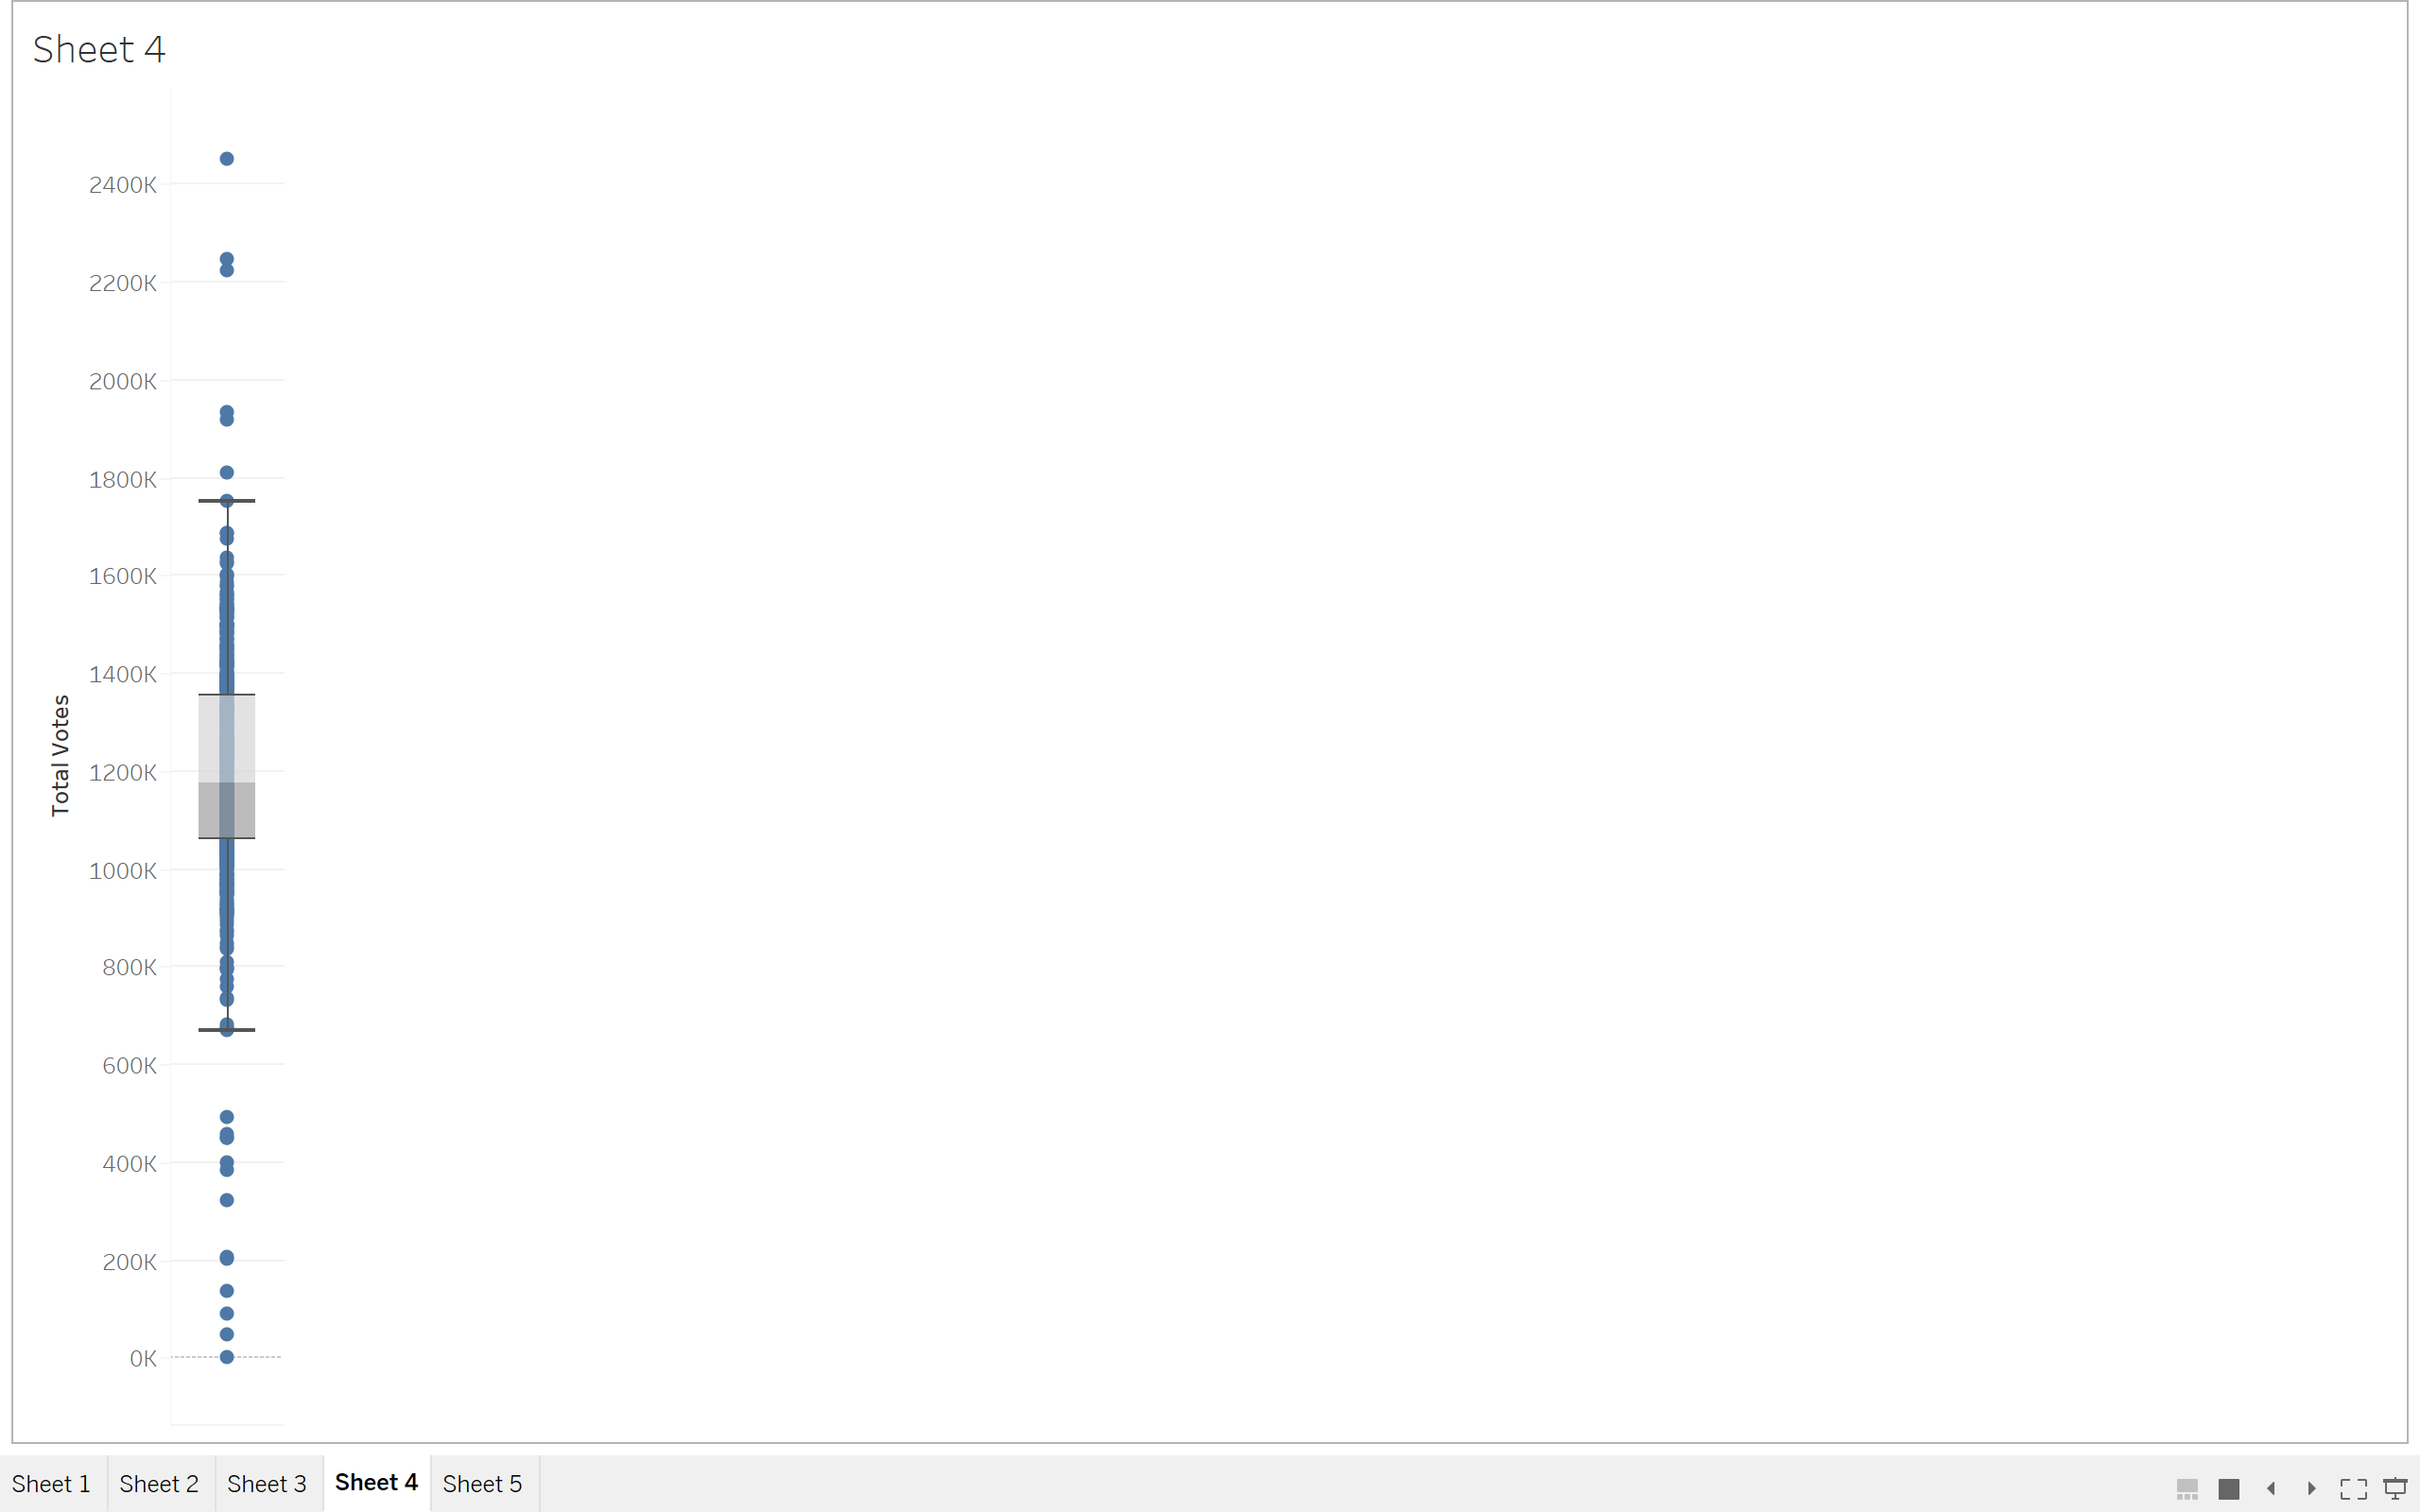 Sheet 4
2400K
2200K
2000K
1800K
1600K
1400K
1200K
1000K
800K
600K
400K
200K
0K
Total Votes
Sheet 1
Sheet 2
Sheet 3
Sheet 4
Sheet 5